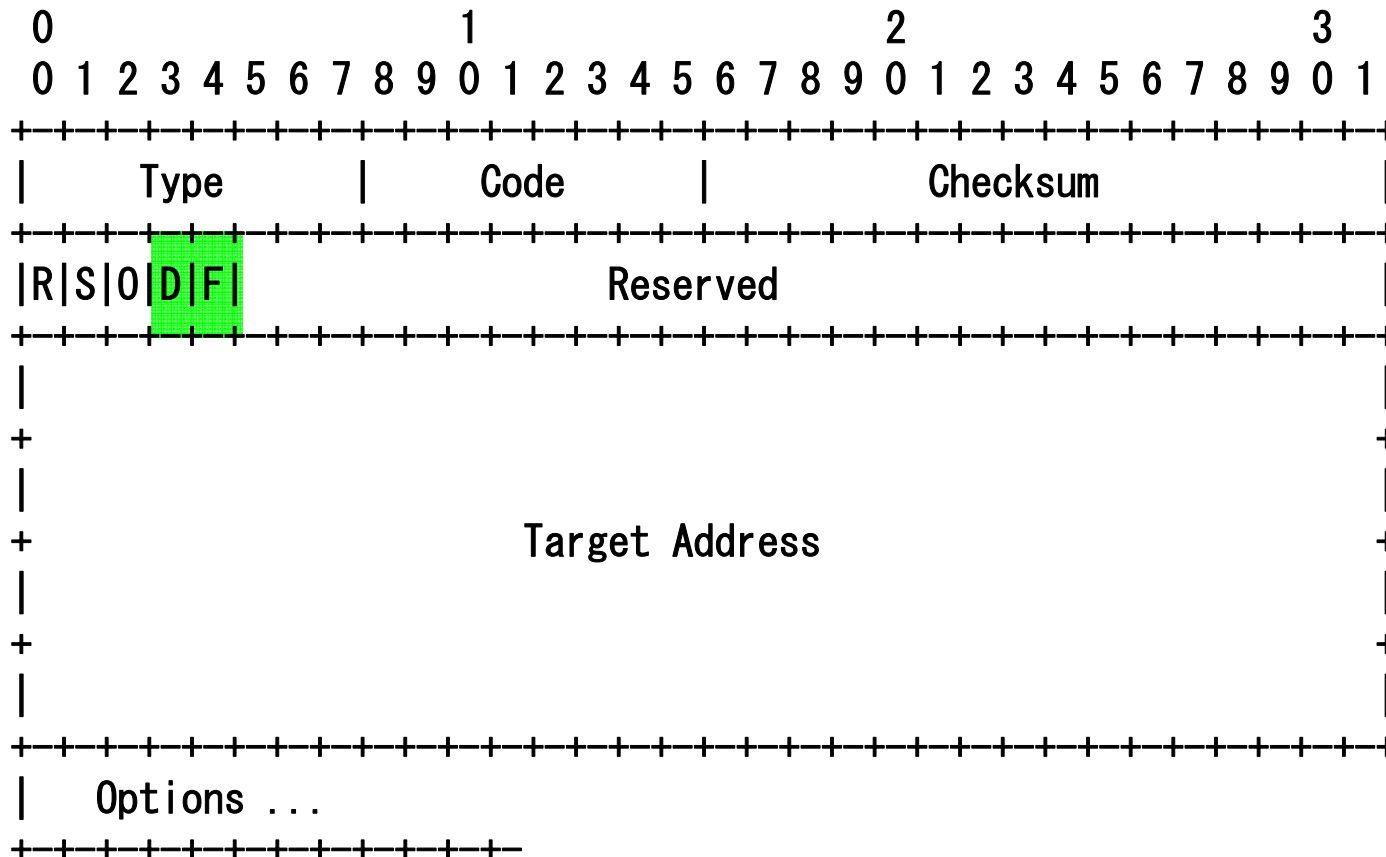 0                   1                   2                   3
 0 1 2 3 4 5 6 7 8 9 0 1 2 3 4 5 6 7 8 9 0 1 2 3 4 5 6 7 8 9 0 1
+-+-+-+-+-+-+-+-+-+-+-+-+-+-+-+-+-+-+-+-+-+-+-+-+-+-+-+-+-+-+-+-+
|     Type      |     Code      |          Checksum             |
+-+-+-+-+-+-+-+-+-+-+-+-+-+-+-+-+-+-+-+-+-+-+-+-+-+-+-+-+-+-+-+-+
|R|S|O|D|F|                 Reserved                            |
+-+-+-+-+-+-+-+-+-+-+-+-+-+-+-+-+-+-+-+-+-+-+-+-+-+-+-+-+-+-+-+-+
|                                                               |
+                                                               +
|                                                               |
+                       Target Address                          +
|                                                               |
+                                                               +
|                                                               |
+-+-+-+-+-+-+-+-+-+-+-+-+-+-+-+-+-+-+-+-+-+-+-+-+-+-+-+-+-+-+-+-+
|   Options ...
+-+-+-+-+-+-+-+-+-+-+-+-